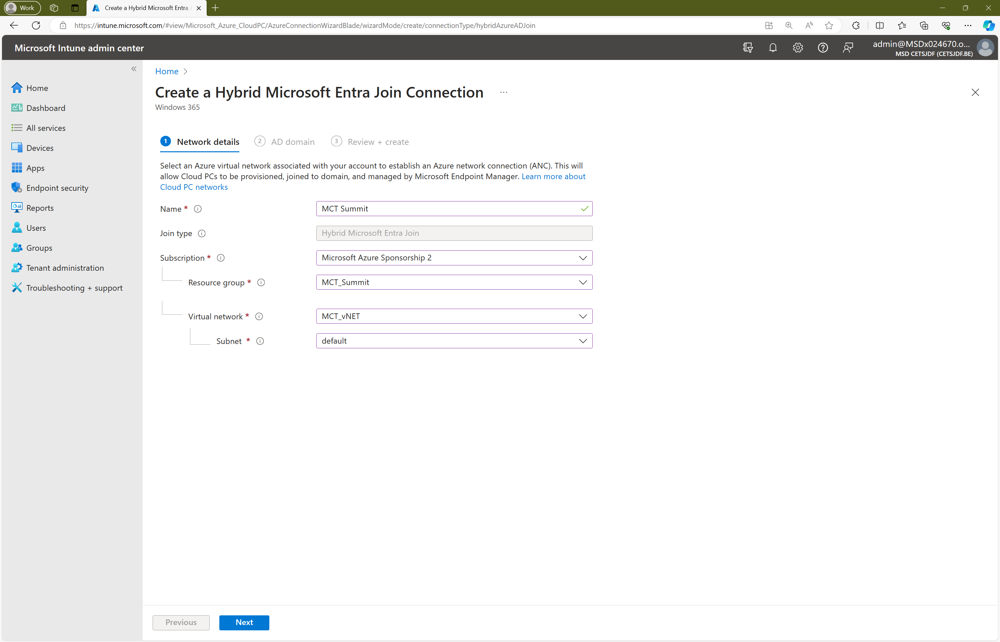 Work
Create a Hybrid Microsoft Entra J
https://intune.microsoft.com/#view/Microsoft_Azure_CloudPC/AzureConnectionWizardBlade/wizardMode/create/connectionType/hybridAzureADJoin
Microsoft Intune admin center
admin@MSDx024670.o...
MSD CETSJDF (CETSJDF.BE)
Home
Dashboard
All services
Devices
Apps
Endpoint security
Reports
Users
Groups
Tenant administration
Troubleshooting + support
Home
Create a Hybrid Microsoft Entra Join Connection
Windows 365
1 Network details
2 AD domain
3 Review + create
Select an Azure virtual network associated with your account to establish an Azure network connection (ANC). This will
allow Cloud PCs to be provisioned, joined to domain, and managed by Microsoft Endpoint Manager. Learn more about
Cloud PC networks
Name * MCT Summit
Join type Hybrid Microsoft Entra Join
Subscription * Microsoft Azure Sponsorship 2
Resource group * MCT_Summit
Virtual network * MCT_vNET
Subnet * default
Previous
Next